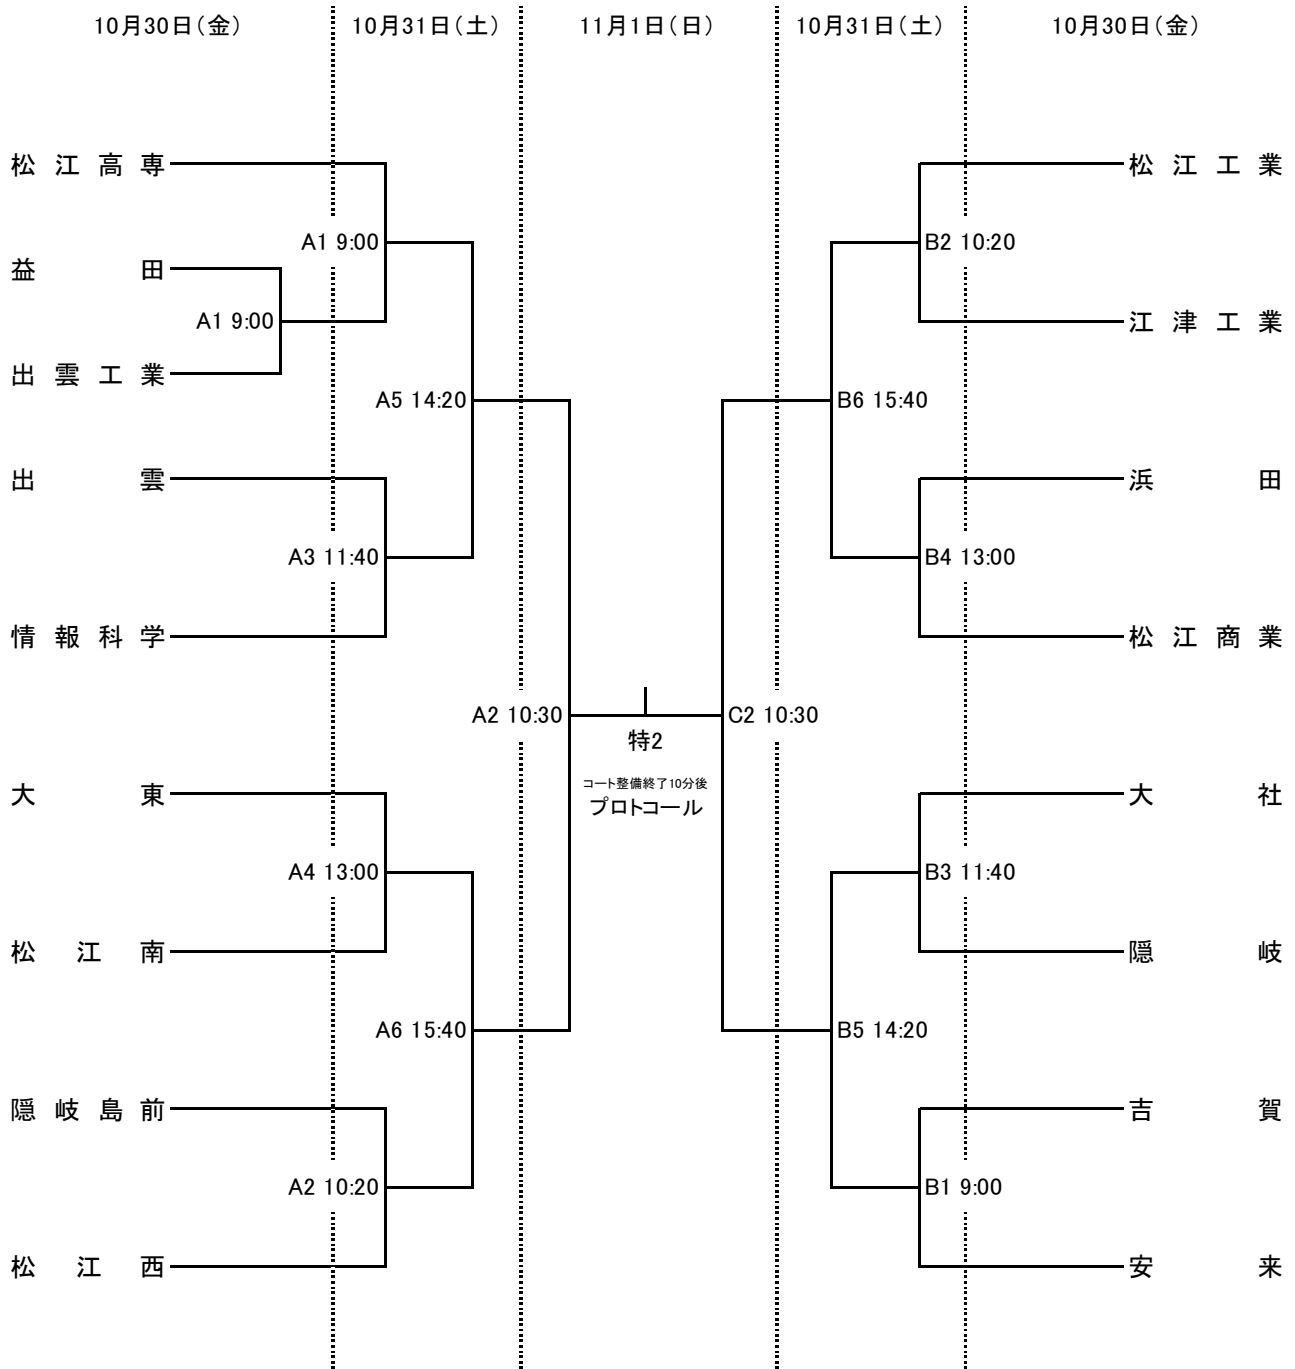 10月30日(金) 10月31日(土) 11月1日(日) 10月31日(土) 10月30日(金)
松江高専 松江工業
A1 9:00 B2 10:20
益田
A1 9:00 江津工業
出雲工業
A5 14:20 B6 15:40
出雲 浜田
A3 11:40 B4 13:00
情報科学 松江商業
A2 10:30 C2 10:30
特2
コート整備終了10分後
大東 大社
プロトコール
A4 13:00 B3 11:40
松江南 隠岐
A6 15:40 B5 14:20
隠岐島前 吉賀
A2 10:20 B1 9:00
松江西 安来